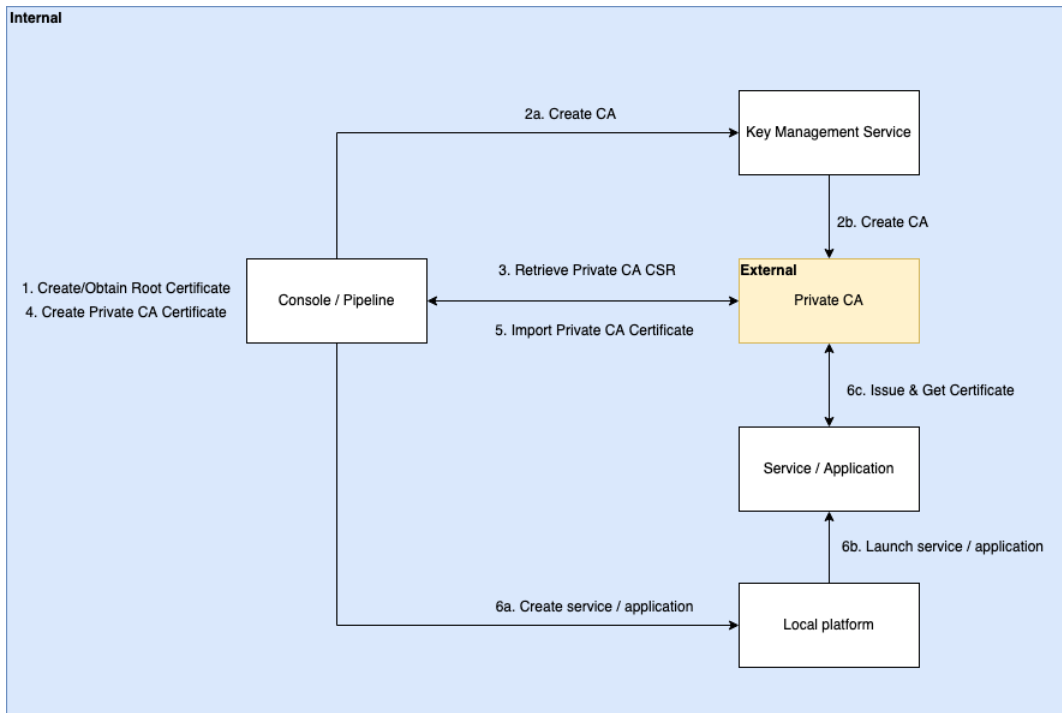 Internal
2a. Create CA
Key Management Service
2b. Create CA
1. Create/Obtain Root Certificate
4. Create Private CA Certificate
Console / Pipeline
3. Retrieve Private CA CSR
5. Import Private CA Certificate
External
Private CA
6c. Issue & Get Certificate
Service / Application
6b. Launch service / application
6a. Create service / application
Local platform